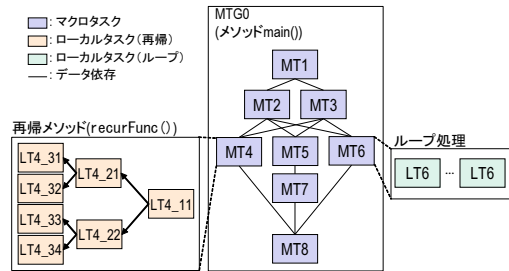 : マクロタスク
: ローカルタスク(再帰)
: ローカルタスク(ループ)
データ依存
MTG0
(メソッドmain())
MT1
MT2 MT3
MT4 MT5 MT6
MT7
MT8
再帰メソッド(recurFunc())
LT4_31
LT4_32
LT4_33
LT4_34
LT4_21
LT4_22
LT4_11
ループ処理
LT6 … LT6